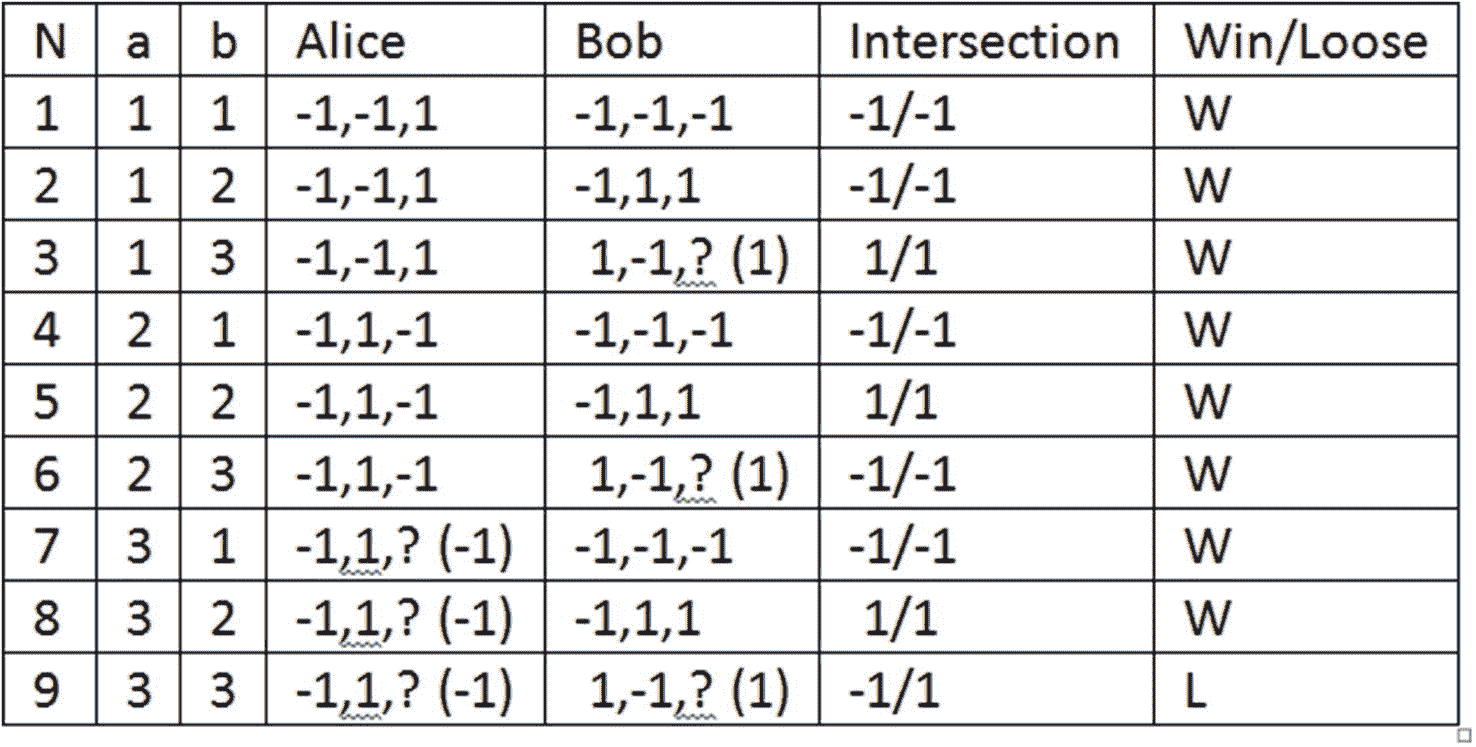 N a b Alice Bob Intersection Win/Loose
1 1 1 -1,-1,1 -1,-1,-1 -1/-1 W
2 1 2 -1,-1,1 -1,1,1 -1/-1 W
3 1 3 -1,-1,1 1,-1,? (1) 1/1 W
4 2 1 -1,1,-1 -1,-1,-1 -1/-1 W
5 2 2 -1,1,-1 -1,1,1 1/1 W
6 2 3 -1,1,-1 1,-1,? (1) -1/-1 W
7 3 1 -1,1,? (-1) -1,-1,-1 -1/-1 W
8 3 2 -1,1,? (-1) -1,1,1 1/1 W
9 3 3 -1,1,? (-1) 1,-1,? (1) -1/1 L